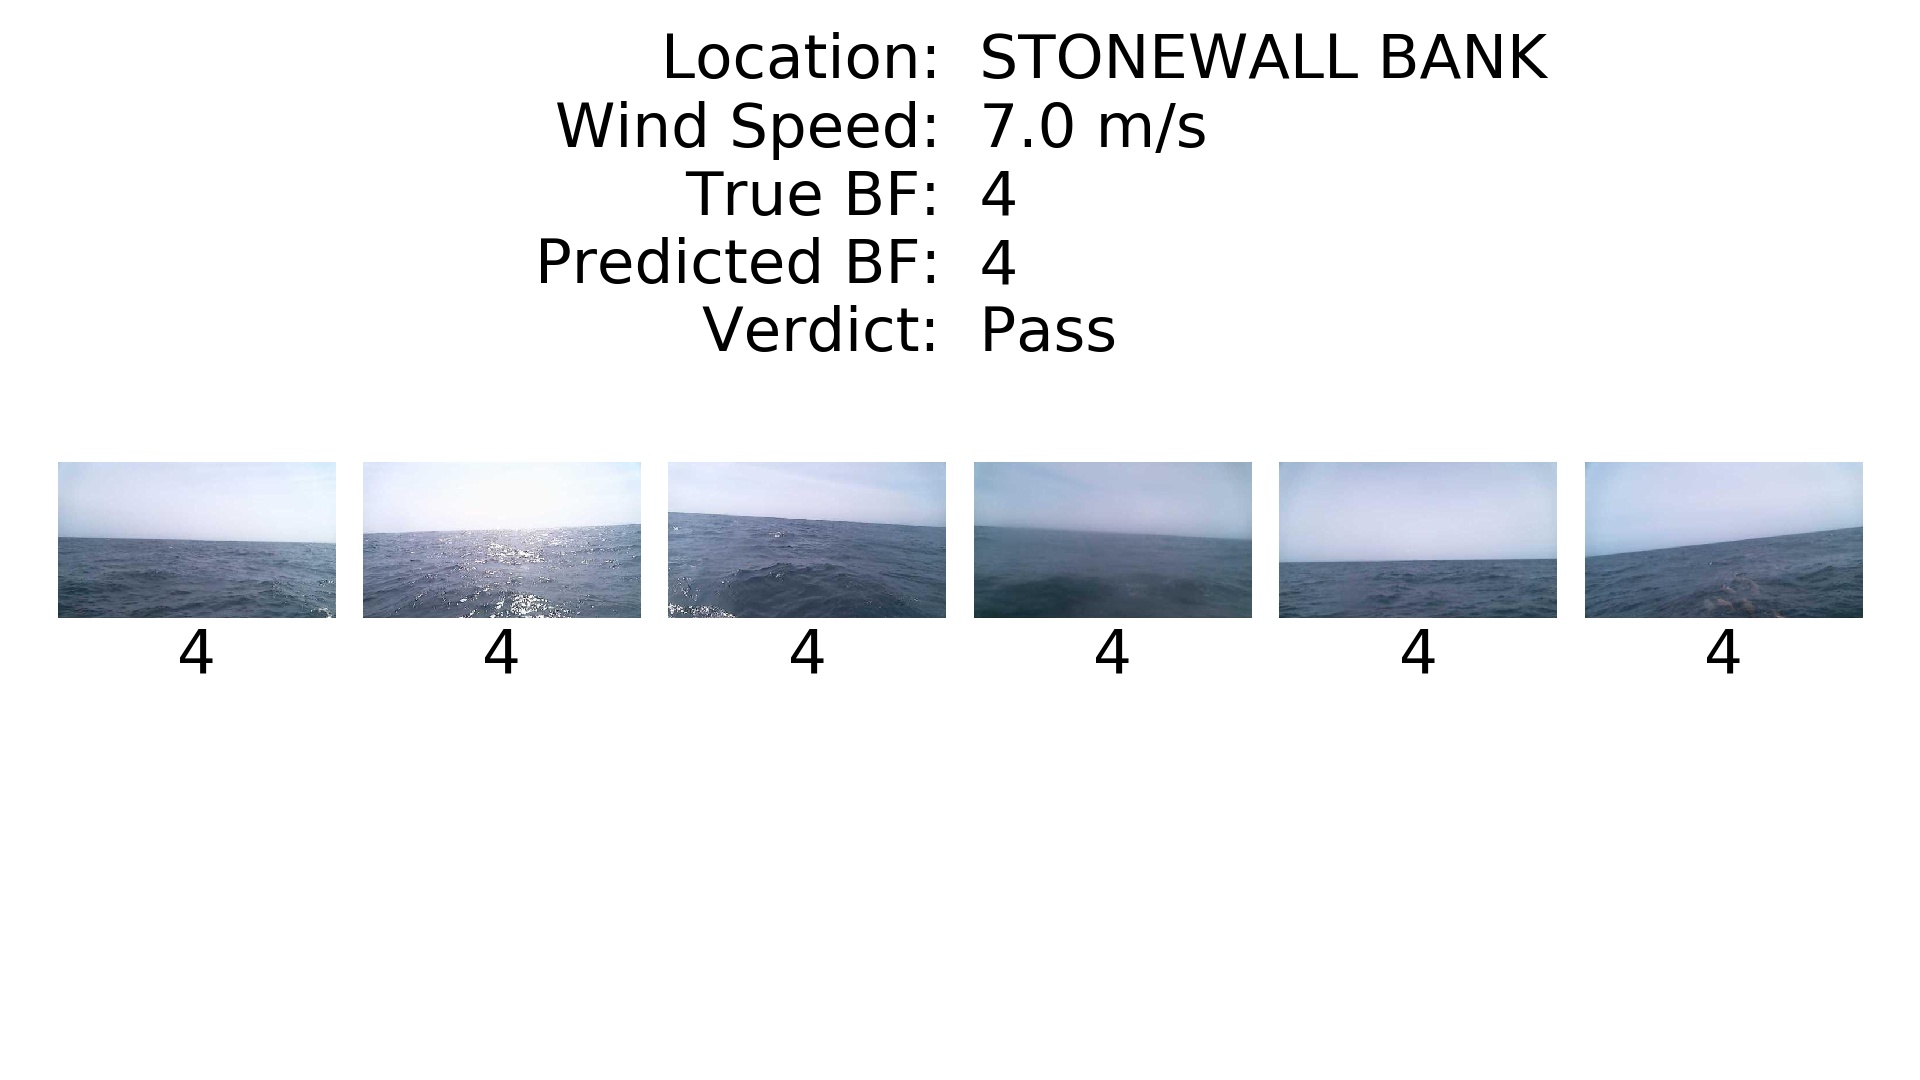 Location: STONEWALL BANK
Wind Speed: 7.0 m/s
True BF: 4
Predicted BF: 4
Verdict: Pass
4 4 4 4 4 4